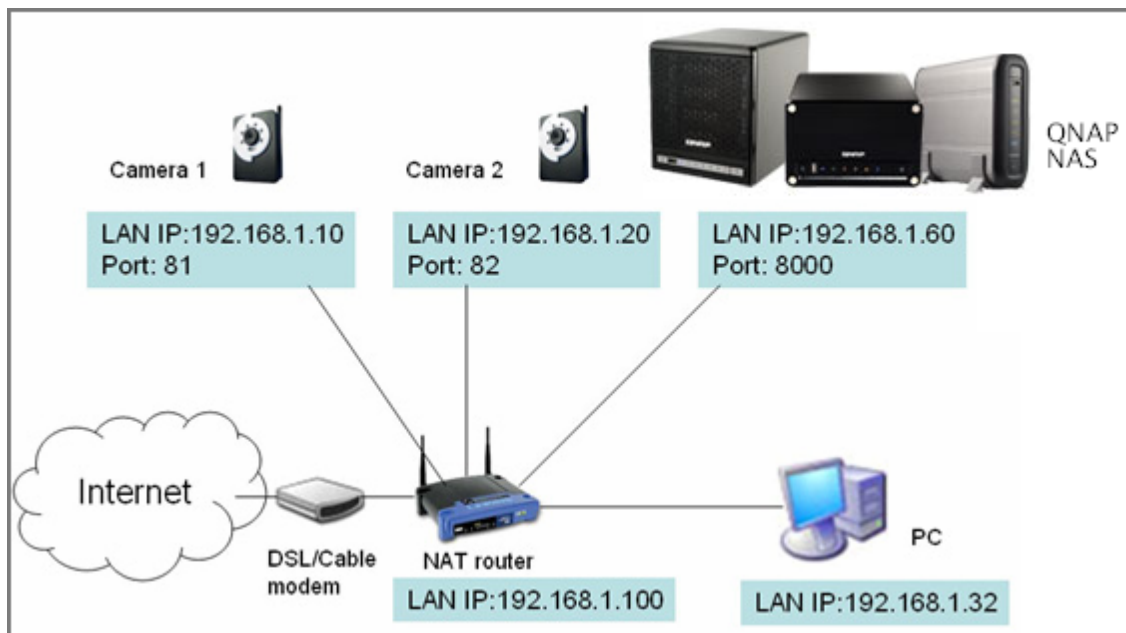 QNAP
NAS
Camera 1
Camera 2
QNAP
LAN IP:192.168.1.10
Port: 81
LAN IP:192.168.1.20
Port: 82
LAN IP:192.168.1.60
Port: 8000
Internet
DSL/Cable
modem
NAT router
PC
LAN IP:192.168.1.100
LAN IP:192.168.1.32